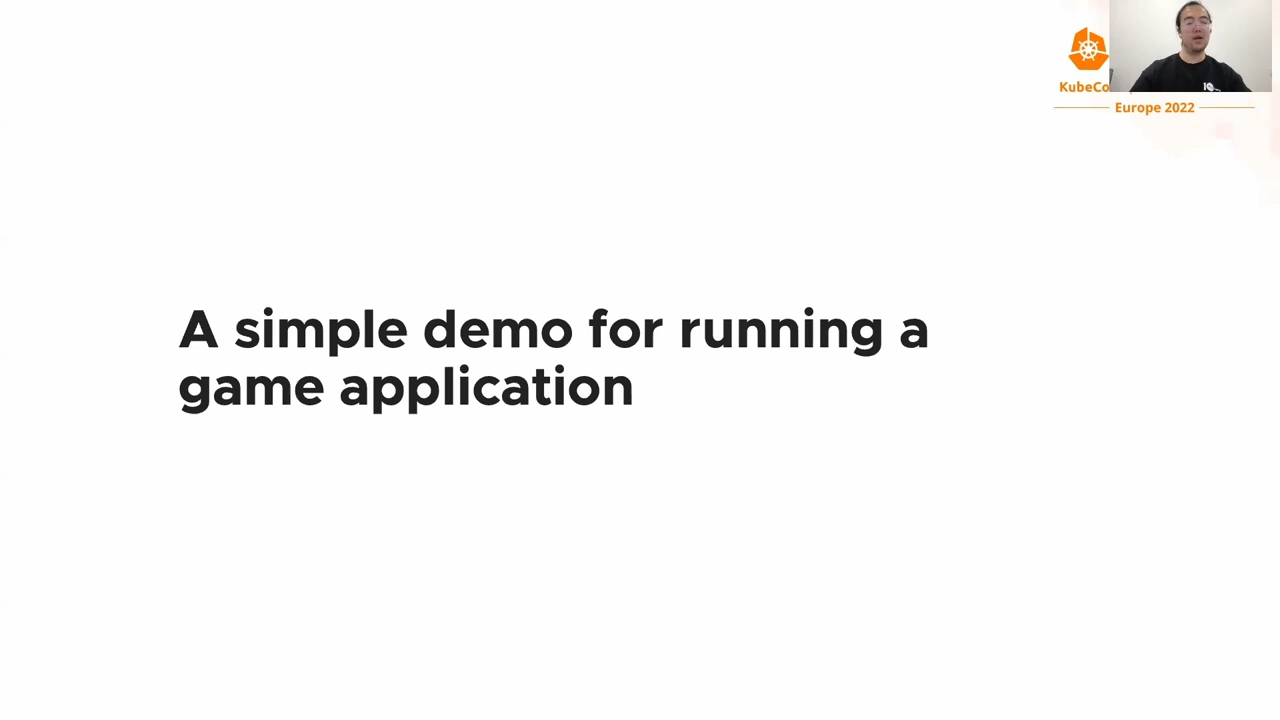 KubeCo
Europe 2022
A simple demo for running a
game application